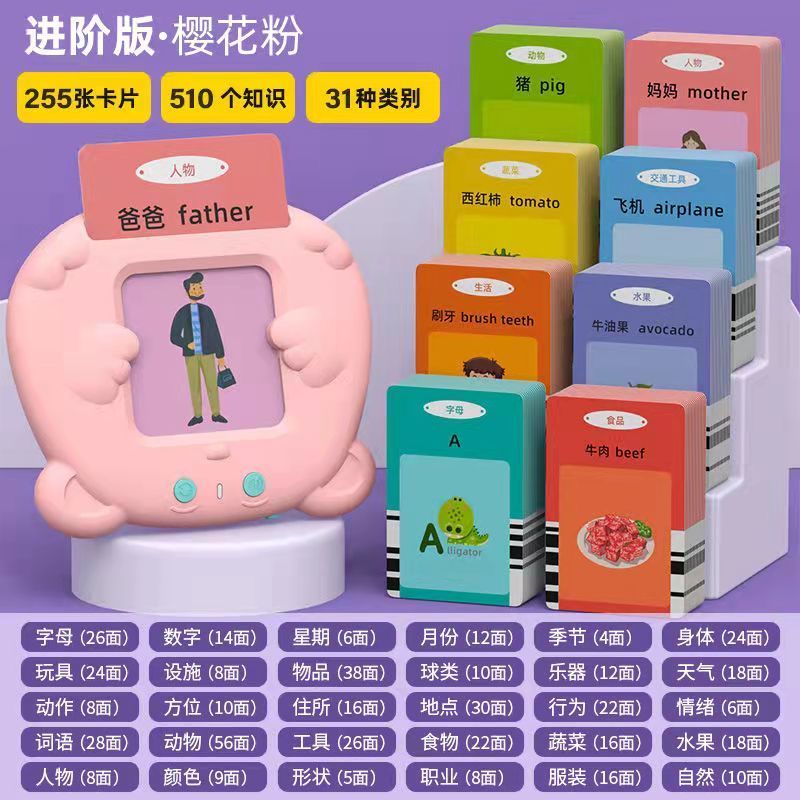 进阶版·樱花粉
255张卡片
510 个知识
31种类别
动物
猪 pig
人物
妈妈 mother
人物
爸爸 father
蔬菜
西红柿 tomato
交通工具
飞机 airplane
生活
刷牙 brush teeth
水果
牛油果 avocado
字母
A
Alligator
食品
牛肉 beef
字母 (26面) 数字 (14面) 星期 (6面) 月份 (12面) 季节 (4面) 身体 (24面)
玩具 (24面) 设施 (8面) 物品 (38面) 球类 (10面) 乐器 (12面) 天气 (18面)
动作 (8面) 方位 (10面) 住所 (16面) 地点 (30面) 行为 (22面) 情绪 (6面)
词语 (28面) 动物 (56面) 工具 (26面) 食物 (22面) 蔬菜 (16面) 水果 (18面)
人物 (8面) 颜色 (9面) 形状 (5面) 职业 (8面) 服装 (16面) 自然 (10面)